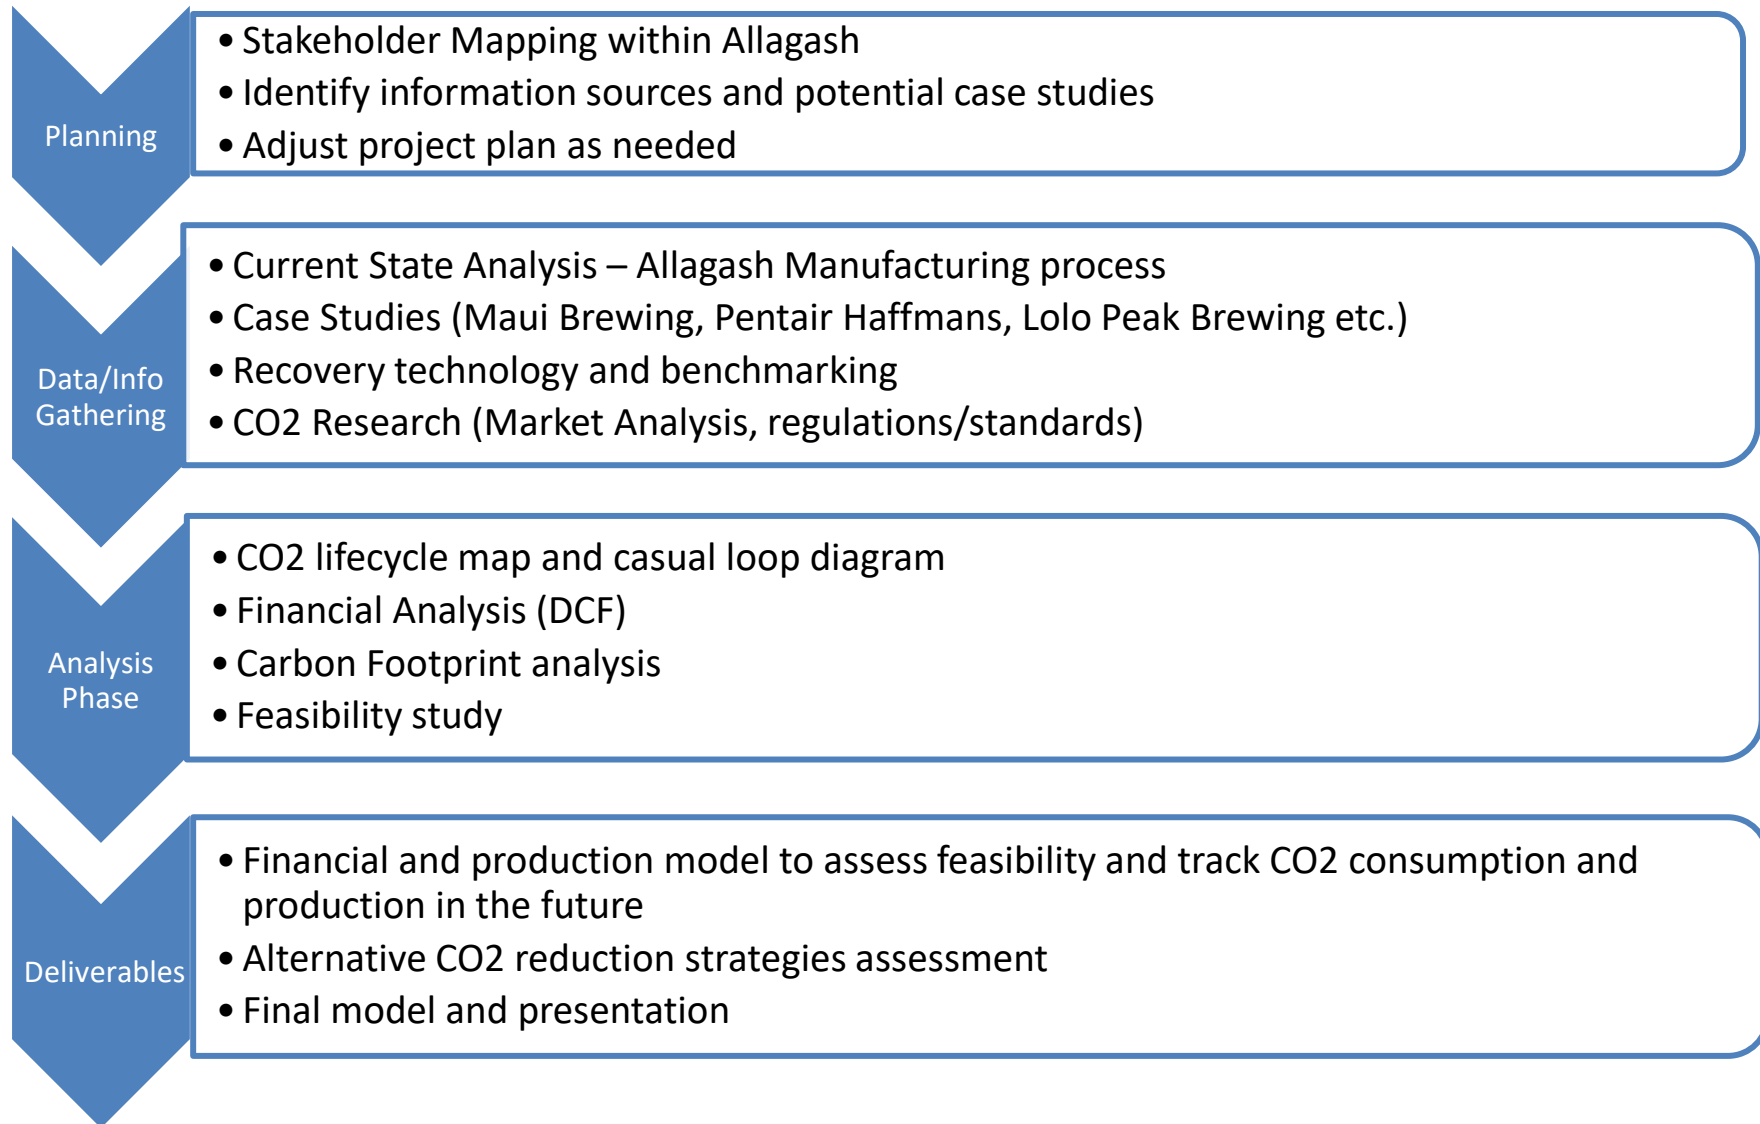 Planning
• Stakeholder Mapping within Allagash
• Identify information sources and potential case studies
• Adjust project plan as needed
Data/Info
Gathering
• Current State Analysis – Allagash Manufacturing process
• Case Studies (Maui Brewing, Pentair Haffmans, Lolo Peak Brewing etc.)
• Recovery technology and benchmarking
• CO2 Research (Market Analysis, regulations/standards)
Analysis
Phase
• CO2 lifecycle map and casual loop diagram
• Financial Analysis (DCF)
• Carbon Footprint analysis
• Feasibility study
Deliverables
• Financial and production model to assess feasibility and track CO2 consumption and
production in the future
• Alternative CO2 reduction strategies assessment
• Final model and presentation